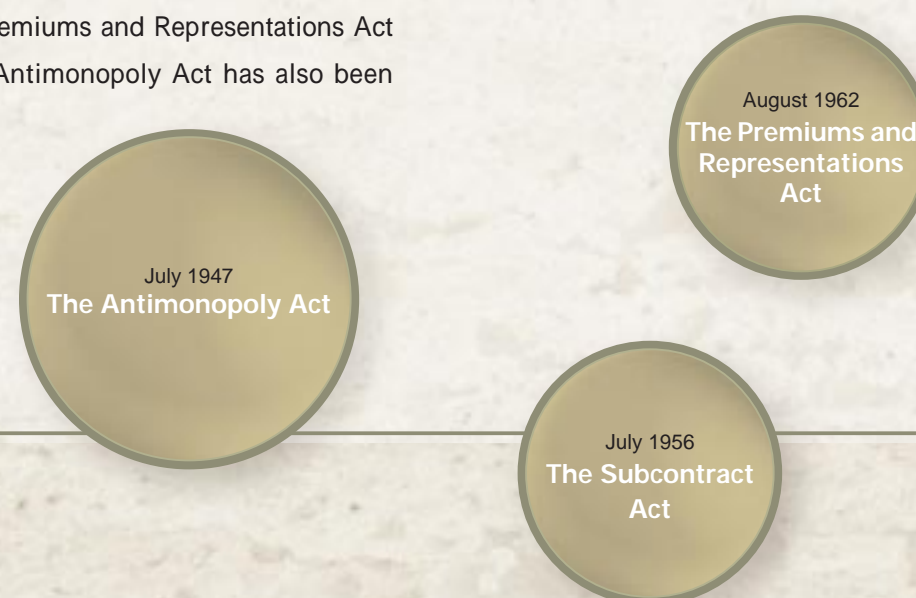 emiums and Representations Act
Antimonopoly Act has also been
August 1962
The Premiums and
Representations
Act
July 1947
The Antimonopoly Act
July 1956
The Subcontract
Act